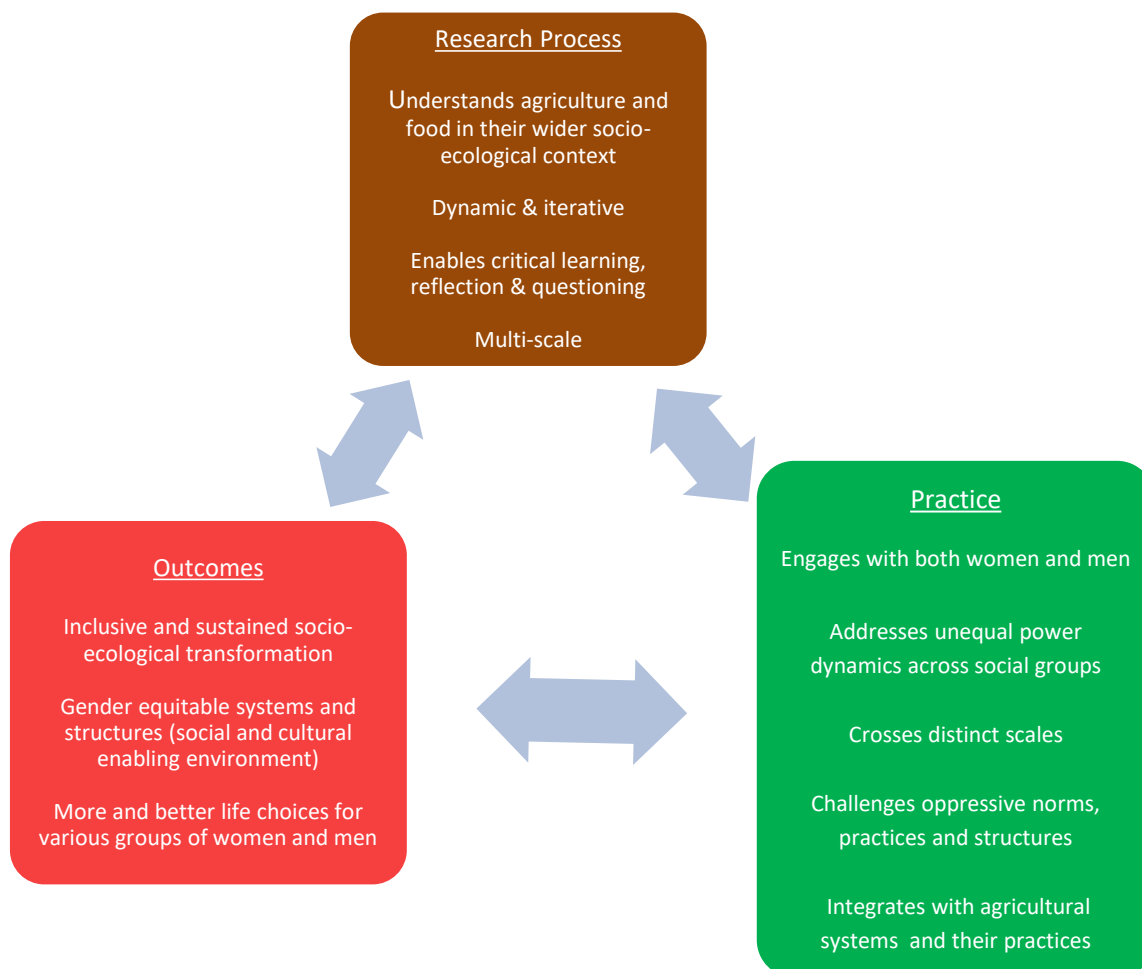 Research Process
Understands agriculture and
food in their wider socio-
ecological context
Dynamic & iterative
Enables critical learning,
reflection & questioning
Multi-scale
Outcomes
Inclusive and sustained socio-
ecological transformation
Gender equitable systems and
structures (social and cultural
enabling environment)
More and better life choices for
various groups of women and men
Practice
Engages with both women and men
Addresses unequal power
dynamics across social groups
Crosses distinct scales
Challenges oppressive norms,
practices and structures
Integrates with agricultural
systems  and their practices